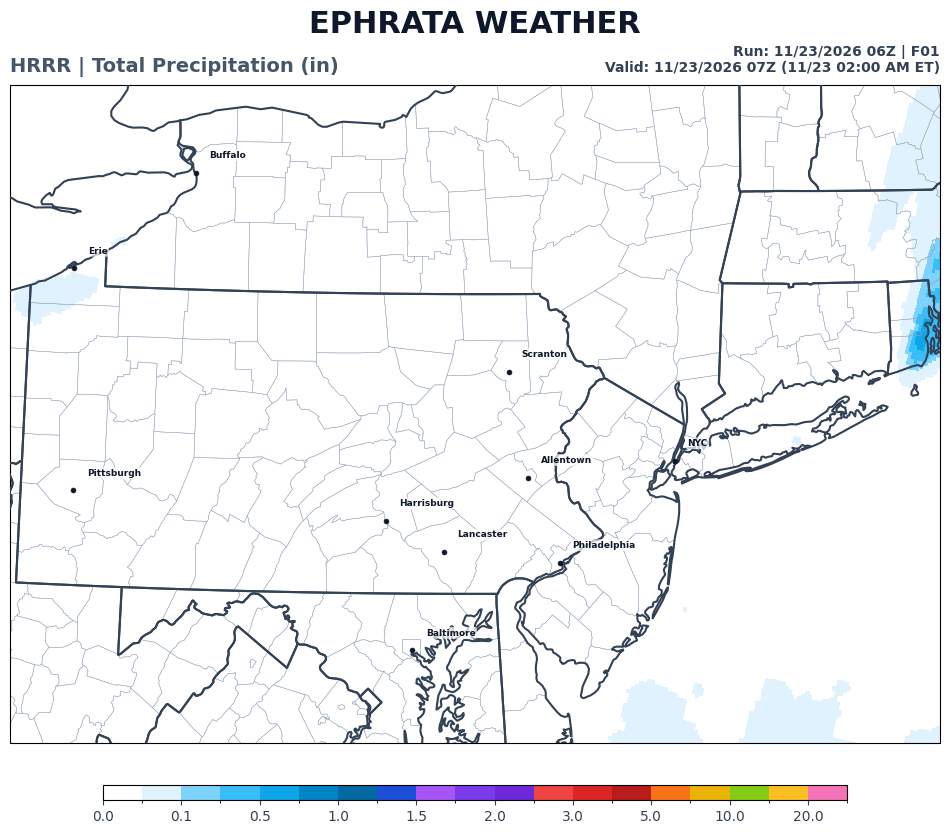 EPHRATA WEATHER
Run: 11/23/2026 06Z | F01
HRRR | Total Precipitation (in)
Valid: 11/23/2026 07Z (11/23 02:00 AM ET)
Buffalo
Erie
Scranton
NYC
Allentown
Pittsburgh
Harrisburg
Lancaster
Philadelphia
Baltimore
0.0 0.1 0.5 1.0 1.5 2.0 3.0 5.0 10.0 20.0